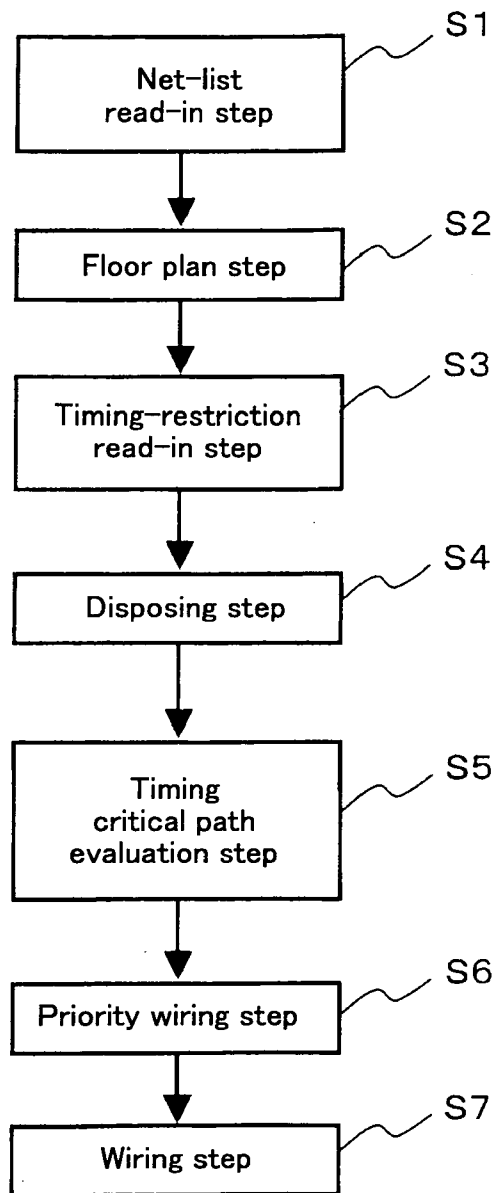 S1
Net-list
read-in step
S2
Floor plan step
S3
Timing-restriction
read-in step
S4
Disposing step
S5
Timing
critical path
evaluation step
S6
Priority wiring step
S7
Wiring step